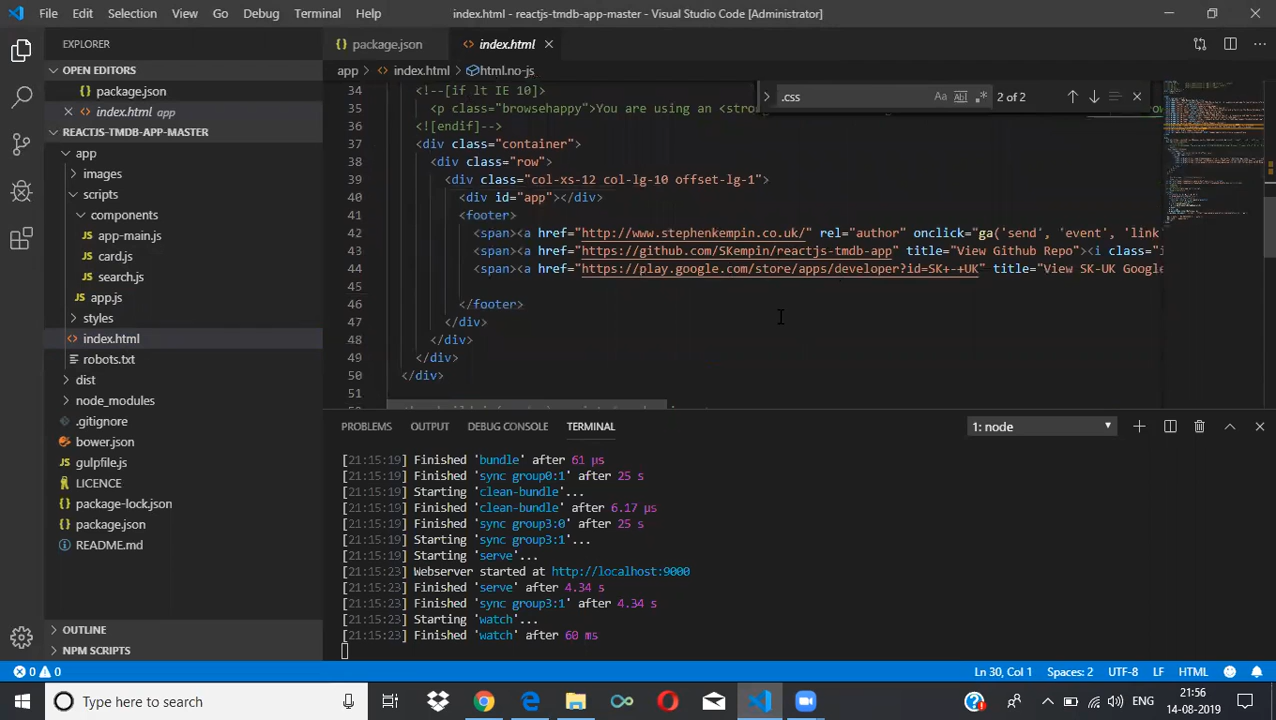 File Edit Selection View Go Debug Terminal Help
index.html - reactjs-tmdb-app-master - Visual Studio Code [Administrator]
EXPLORER
OPEN EDITORS
package.json
index.html app
REACTJS-TMDB-APP-MASTER
app
images
scripts
components
app-main.js
card.js
search.js
app.js
styles
index.html
robots.txt
dist
node_modules
.gitignore
bower.json
gulpfile.js
LICENCE
package-lock.json
package.json
README.md
OUTLINE
NPM SCRIPTS
package.json
index.html
app > index.html > html.no-js
.css
Aa Abl .*
2 of 2
34 <!--[if lt IE 10]>
35 <p class="browsehappy">You are using an <stron
36 <![endif]-->
37 <div class="container">
38 <div class="row">
39 <div class="col-xs-12 col-lg-10 offset-lg-1">
40 <div id="app"></div>
41 <footer>
42 <span><a href="http://www.stephenkempin.co.uk/" rel="author" onclick="ga('send', 'event', 'link
43 <span><a href="https://github.com/SKempin/reactjs-tmdb-app" title="View Github Repo"><i class="i
44 <span><a href="https://play.google.com/store/apps/developer?id=SK+-+UK" title="View SK-UK Google
45
46 </footer>
47 </div>
48 </div>
49 </div>
50 </div>
51
PROBLEMS OUTPUT DEBUG CONSOLE TERMINAL
1: node
[21:15:19] Finished 'bundle' after 61 μs
[21:15:19] Finished 'sync group0:1' after 25 s
[21:15:19] Starting 'clean-bundle'...
[21:15:19] Finished 'clean-bundle' after 6.17 μs
[21:15:19] Finished 'sync group3:0' after 25 s
[21:15:19] Starting 'sync group3:1'...
[21:15:19] Starting 'serve'...
[21:15:23] Webserver started at http://localhost:9000
[21:15:23] Finished 'serve' after 4.34 s
[21:15:23] Finished 'sync group3:1' after 4.34 s
[21:15:23] Starting 'watch'...
[21:15:23] Finished 'watch' after 60 ms
0 0
Ln 30, Col 1 Spaces: 2 UTF-8 LF HTML
Type here to search
ENG
21:56
14-08-2019